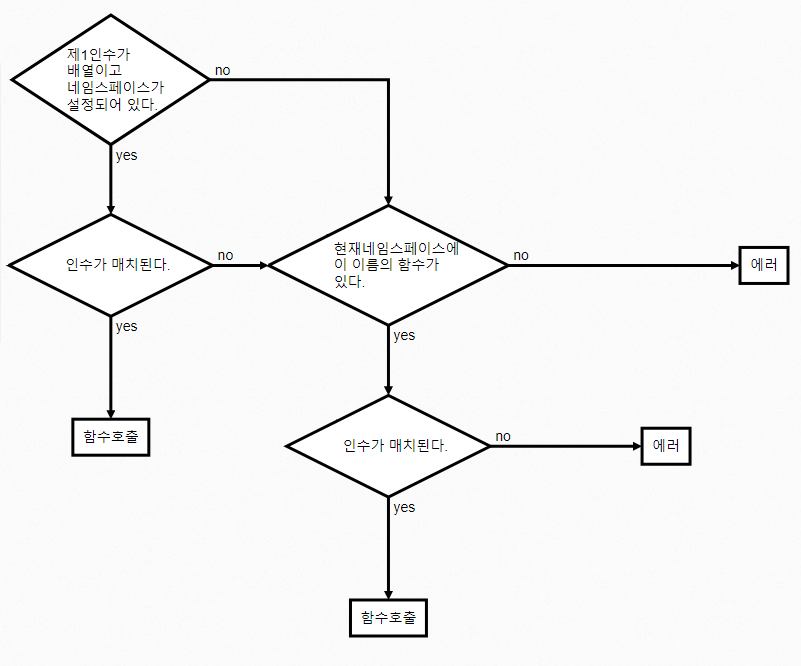 제1인수가
배열이고
네임스페이스가
설정되어 있다.
no
yes
인수가 매치된다.
no
현재네임스페이스에
이 이름의 함수가
있다.
no
에러
yes
yes
함수호출
인수가 매치된다.
no
에러
yes
함수호출